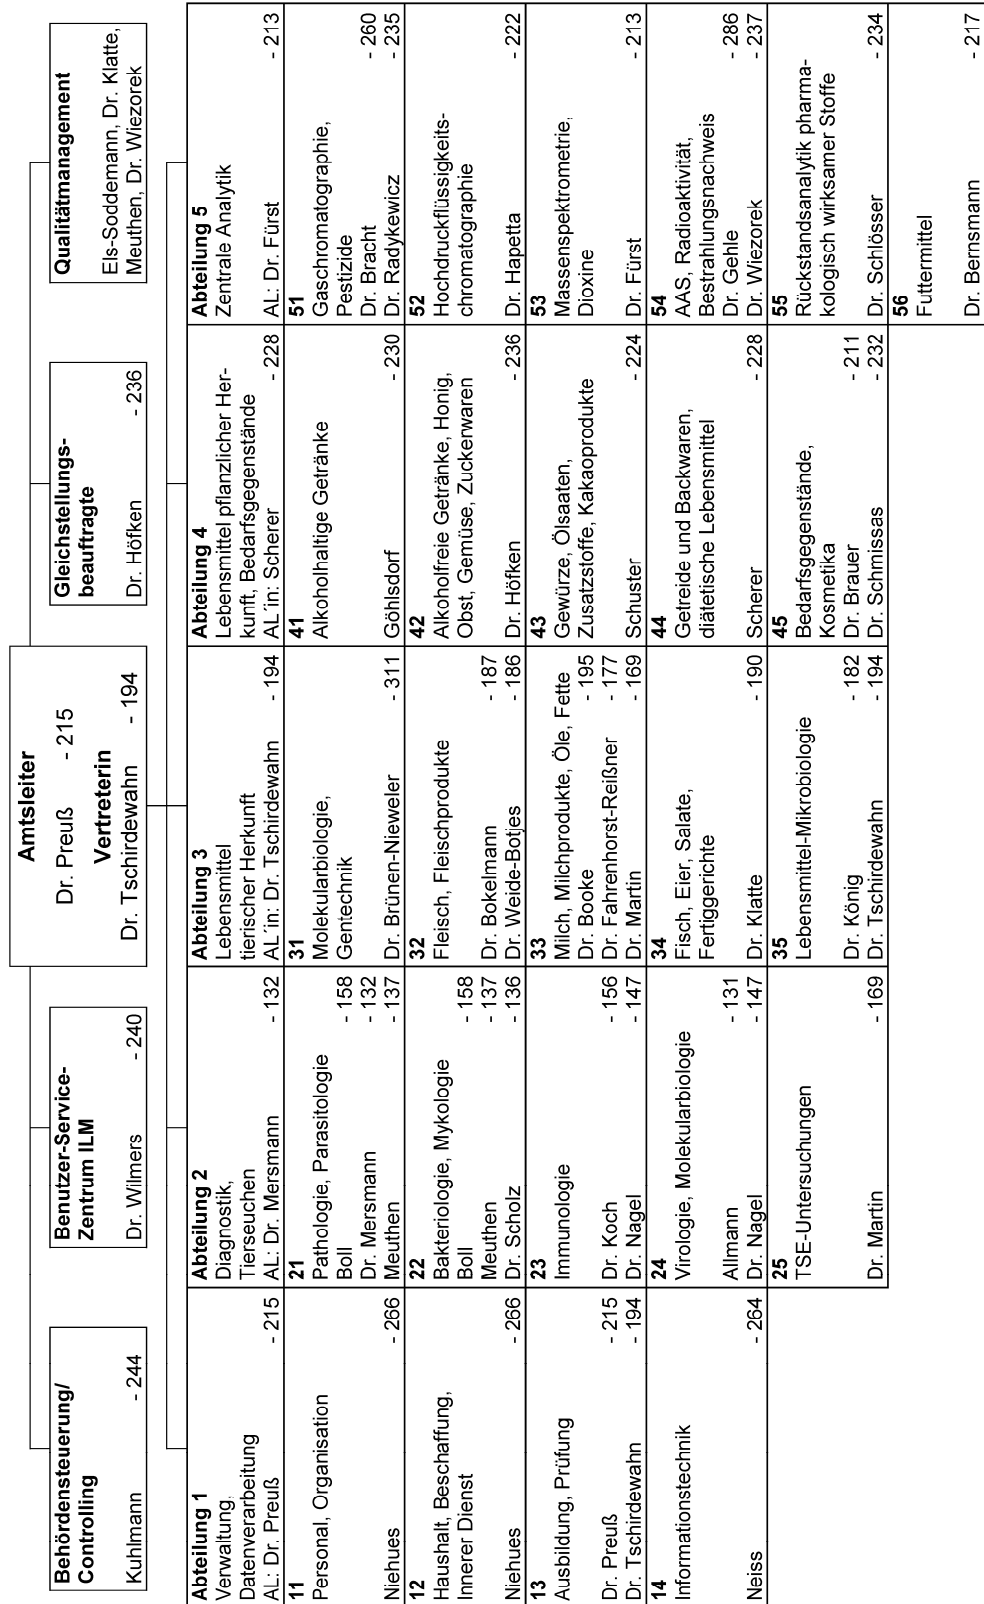 Amtsleiter
Dr. Preuß - 215
Vertreterin
Dr. Tschirdewahn - 194
Behördensteuerung/
Controlling
Kuhlmann - 244
Benutzer-Service-
Zentrum ILM
Dr. Wilmers - 240
Gleichstellungs-
beauftragte
Dr. Höfken - 236
Qualitätmanagement
Els-Soddemann, Dr. Klatte,
Meuthen, Dr. Wiezorek
Abteilung 1
Verwaltung,
Datenverarbeitung
AL: Dr. Preuß - 215
11
Personal, Organisation
Niehues - 266
12
Haushalt, Beschaffung,
Innerer Dienst
Niehues - 266
13
Ausbildung, Prüfung
Dr. Preuß - 215
Dr. Tschirdewahn - 194
14
Informationstechnik
Neiss - 264
Abteilung 2
Diagnostik,
Tierseuchen
AL: Dr. Mersmann - 132
21
Pathologie, Parasitologie
Boll - 158
Dr. Mersmann - 132
Meuthen - 137
22
Bakteriologie, Mykologie
Boll - 158
Meuthen - 137
Dr. Scholz - 136
23
Immunologie
Dr. Koch - 156
Dr. Nagel - 147
24
Virologie, Molekularbiologie
Allmann - 131
Dr. Nagel - 147
25
TSE-Untersuchungen
Dr. Martin - 169
Abteilung 3
Lebensmittel
tierischer Herkunft
AL´in: Dr. Tschirdewahn - 194
31
Molekularbiologie,
Gentechnik
Dr. Brünen-Nieweler - 311
32
Fleisch, Fleischprodukte
Dr. Bokelmann - 187
Dr. Weide-Botjes - 186
33
Milch, Milchprodukte, Öle, Fette
Dr. Boke - 195
Dr. Fahrenhorst-Reißner - 177
Dr. Martin - 169
34
Fisch, Eier, Salate,
Fertiggerichte
Dr. Klatte - 190
35
Lebensmittel-Mikrobiologie
Dr. König - 182
Dr. Tschirdewahn - 194
Abteilung 4
Lebensmittel pflanzlicher Her-
kunft, Bedarfsgegenstände
AL´in: Scherer - 228
41
Alkoholhaltige Getränke
Göhlsdorf - 230
42
Alkoholfreie Getränke, Honig,
Obst, Gemüse, Zuckerwaren
Dr. Höfken - 236
43
Gewürze, Ölsaaten,
Zusatzstoffe, Kakaoprodukte
Schuster - 224
44
Getreide und Backwaren,
diätetische Lebensmittel
Scherer - 228
45
Bedarfsgegenstände,
Kosmetika
Dr. Brauer - 211
Dr. Schmissas - 232
Abteilung 5
Zentrale Analytik
AL: Dr. Fürst - 213
51
Gaschromatographie,
Pestizide
Dr. Bracht - 260
Dr. Radykewicz - 235
52
Hochdruckflüssigkeits-
chromatographie
Dr. Hapetta - 222
53
Massenspektrometrie,
Dioxine
Dr. Fürst - 213
54
AAS, Radioaktivität,
Bestrahlungsnachweis
Dr. Gehle - 286
Dr. Wiezorek - 237
55
Rückstandsanalytik pharma-
kologisch wirksamer Stoffe
Dr. Schlösser - 234
56
Futtermittel
Dr. Bernsmann - 217